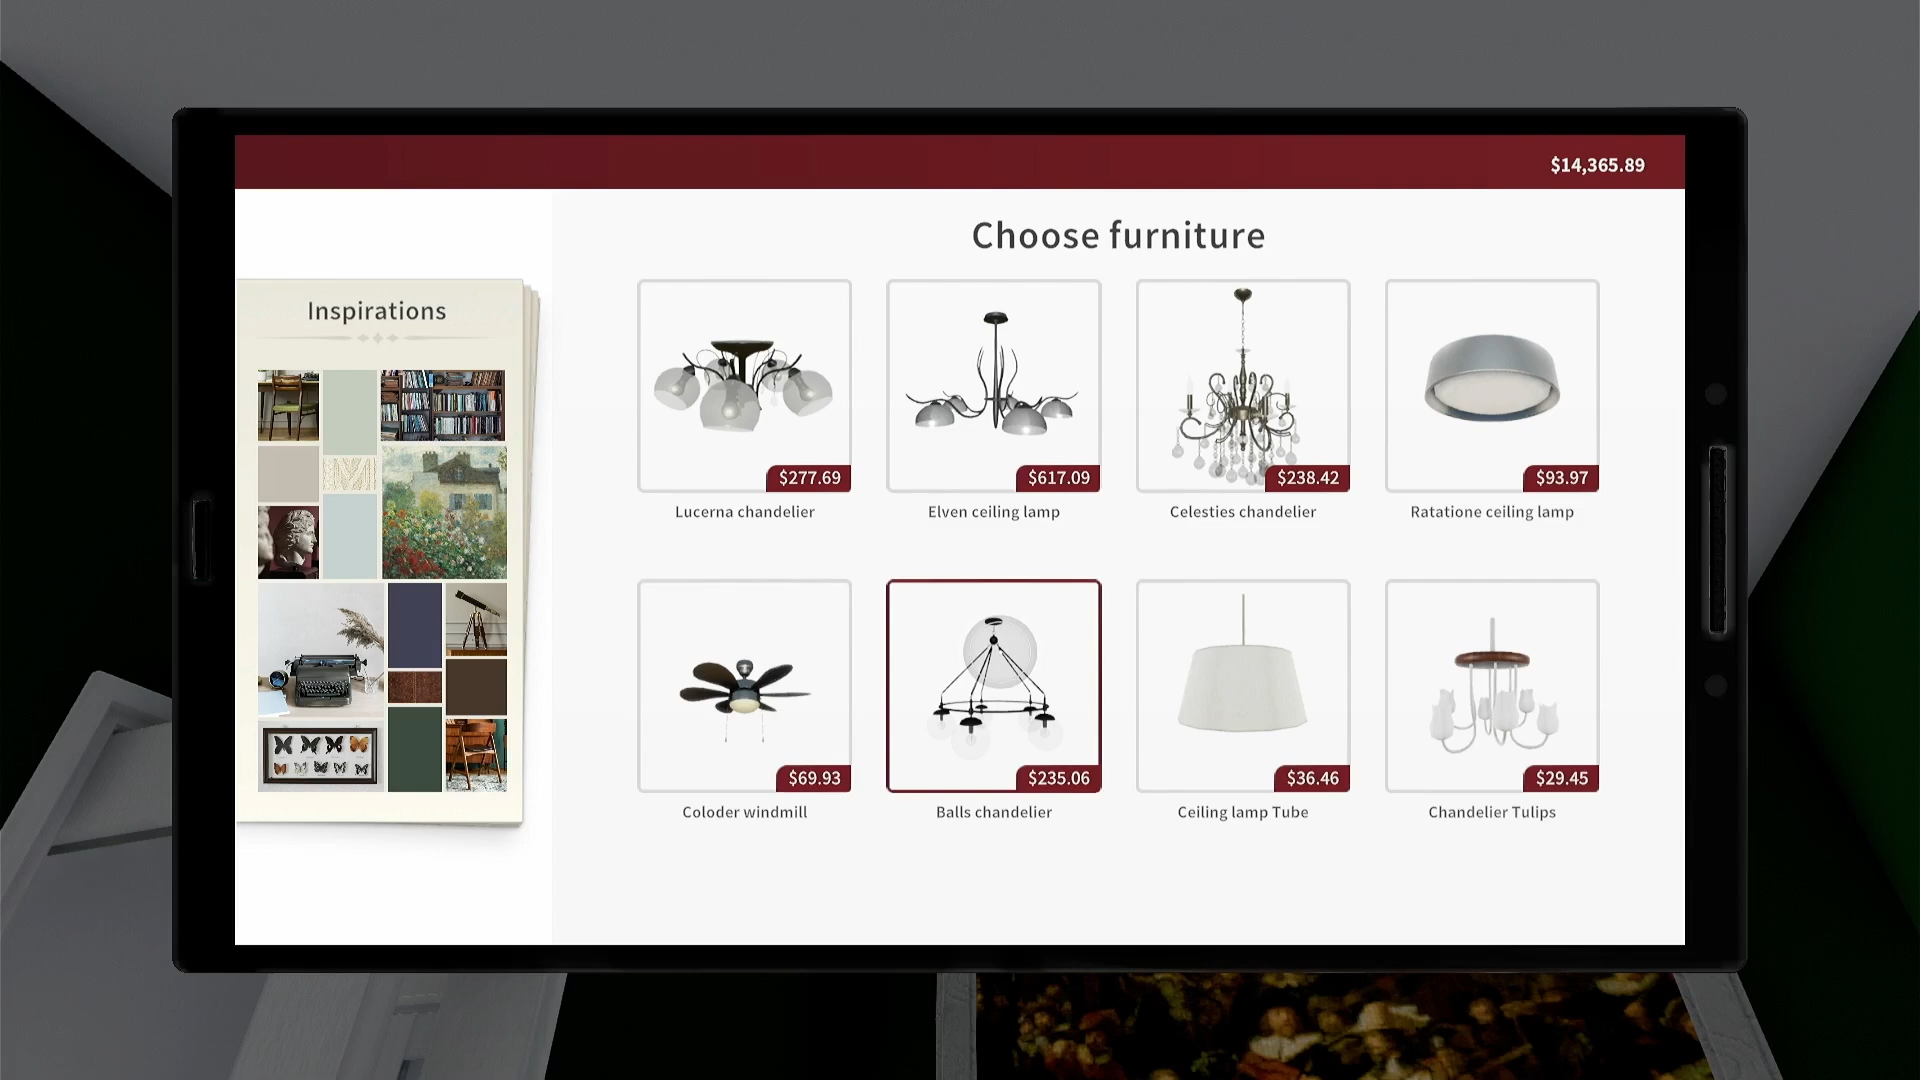 $14,365.89
Choose furniture
Inspirations
$277.69
$617.09
$238.42
$93.97
Lucerna chandelier
Elven ceiling lamp
Celesties chandelier
Ratatione ceiling lamp
$69.93
$235.06
$36.46
$29.45
Coloder windmill
Balls chandelier
Ceiling lamp Tube
Chandelier Tulips